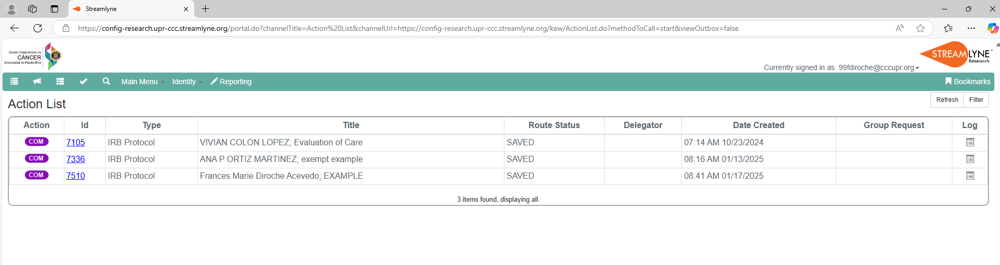 Streamlyne
https://config-research.upr-ccc.streamlyne.org/portal.do?channelTitle=Action%20List&channelUrl=https://config-research.upr-ccc.streamlyne.org/kew/ActionList.do?methodToCall=start&viewOutbox=false
Centro Comprensivo de
CÁNCER
Universidad de Puerto Rico
STREAMLYNE™
Research
Currently signed in as 99fdiroche@cccupr.org
Main Menu Identity Reporting Bookmarks
Action List
Refresh Filter
Action Id Type Title Route Status Delegator Date Created Group Request Log
COM 7105 IRB Protocol VIVIAN COLON LOPEZ; Evaluation of Care SAVED 07:14 AM 10/23/2024
COM 7336 IRB Protocol ANA P ORTIZ MARTINEZ; exempt example SAVED 08:16 AM 01/13/2025
COM 7510 IRB Protocol Frances Marie Diroche Acevedo; EXAMPLE SAVED 08:41 AM 01/17/2025
3 items found, displaying all.